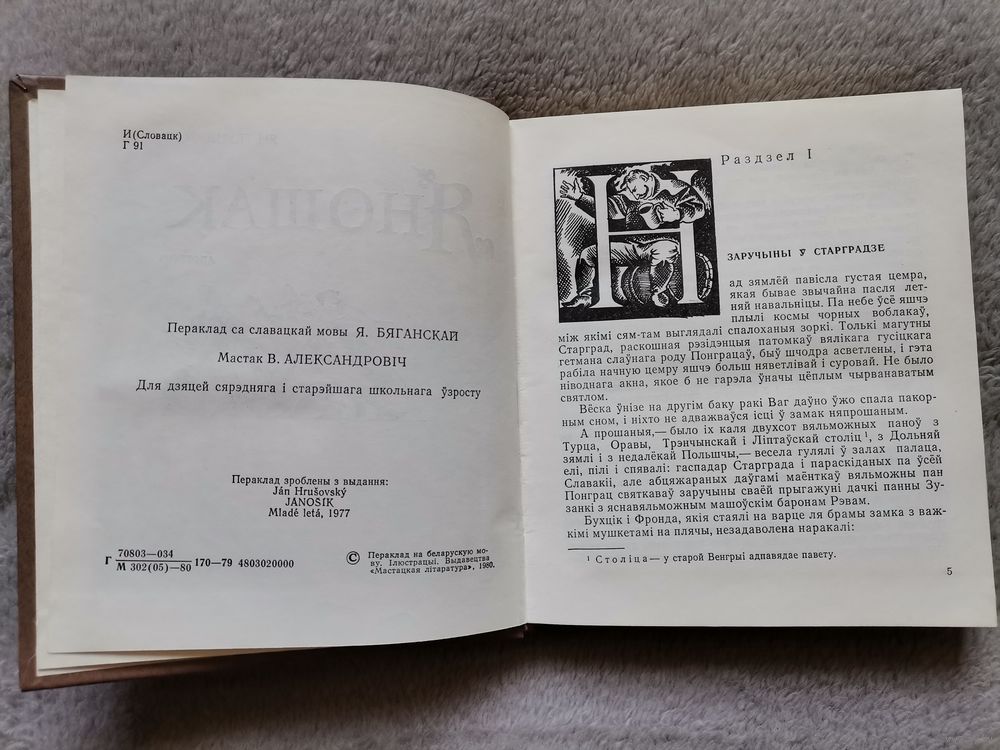 И(Словацк)
Г 91
Пераклад са славацкай мовы Я. БЯГАНСКАЙ
Мастак В. АЛЕКСАНДРОВІЧ
Для дзяцей сярэдняга і старэйшага школьнага ўзросту
Пераклад зроблены з выдання:
Ján Hrušovský
JÁNOŠÍK
Mladé letá, 1977
Г 70803—034
М 302(05)—80 170—79 4803020000
© Пераклад на беларускую мо-
ву. Ілюстрацыі. Выдавецтва
«Мастацкая літаратура», 1980.
Раздзел I
ЗАРУЧЫНЫ Ў СТАРГРАДЗЕ
Н
ад зямлёй павісла густая цемра,
якая бывае звычайна пасля лет-
няй навальніцы. Па небе ўсё яшчэ
плылі космы чорных воблакаў,
між якімі сям-там выглядалі спалоханыя зоркі. Толькі магутны
Старград, раскошная рэзідэнцыя патомкаў вялікага гусіцкага
гетмана слаўнага роду Понграцаў, быў шчодра асветлены, і гэта
рабіла начную цемру яшчэ больш няветлівай і суровай. Не было
ніводнага акна, якое б не гарэла ўначы цёплым чырванаватым
святлом.
Вёска ўнізе на другім баку ракі Ваг даўно ўжо спала пакор-
ным сном, і ніхто не адважваўся ісці ў замак няпрошаным.
А прошаныя,— было іх каля двухсот вяльможных паноў з
Турца, Оравы, Трэнчынскай і Ліптаўскай століц ¹, з Дольняй
зямлі і з недалёкай Польшчы,— весела гулялі ў залах палаца,
елі, пілі і спявалі: гаспадар Старграда і параскіданых па ўсёй
Славакіі, але абцяжараных даўгамі маёнткаў вяльможны пан
Понграц святкаваў заручыны сваёй прыгажуні дачкі панны Зу-
занкі з яснавяльможным машоўскім баронам Рэвам.
Бухцік і Фронда, якія стаялі на варце ля брамы замка з важ-
кімі мушкетамі на плячы, незадаволена наракалі:
¹ Століца — у старой Венгрыі адпавядае павету.
5